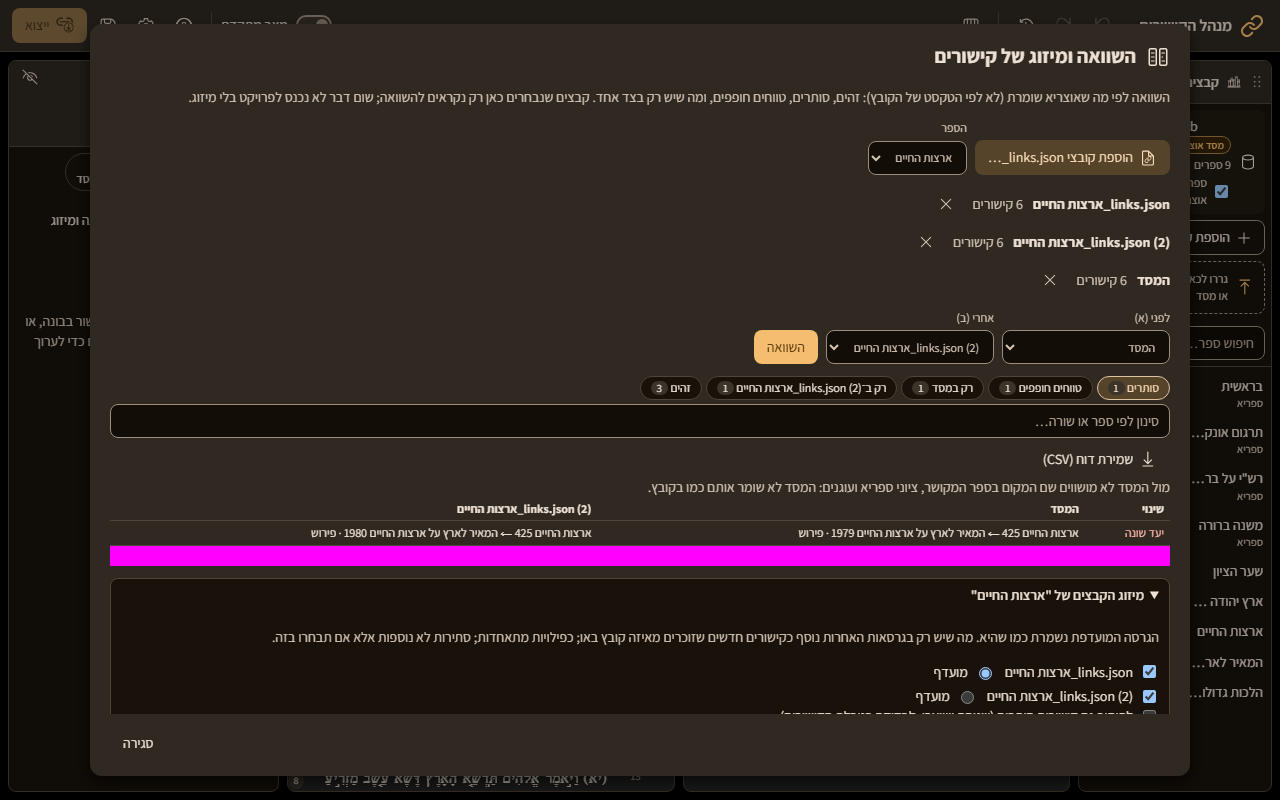 ייצוא
השוואה ומיזוג של קישורים
השוואה לפי מה שאוצריא שומרת (לא לפי הטקסט של הקובץ): זהים, סותרים, טווחים חופפים, ומה שיש רק בצד אחד. קבצים שנבחרים כאן רק נקראים להשוואה; שום דבר לא נכנס לפרויקט בלי מיזוג.
הספר
הוספת קובצי links.json_…
ארצות החיים
ארצות החיים_links.json 6 קישורים
ארצות החיים_links.json (2) 6 קישורים
המסד 6 קישורים
לפני (א)
אחרי (ב)
המסד
ארצות החיים_links.json (2)
השוואה
סותרים 1
טווחים חופפים 1
רק במסד 1
רק ב־ארצות החיים_links.json (2) 1
זהים 3
סינון לפי ספר או שורה…
שמירת דוח (CSV)
מול המסד לא מושווים שם המקום בספר המקושר, ציוני ספריא ועוגנים: המסד לא שומר אותם כמו בקובץ.
שינוי
המסד
ארצות החיים_links.json (2)
יעד שונה
ארצות החיים 425 ← המאיר לארץ על ארצות החיים 1979 · פירוש
ארצות החיים 425 ← המאיר לארץ על ארצות החיים 1980 · פירוש
▼ מיזוג הקבצים של "ארצות החיים"
הגרסה המועדפת נשמרת כמו שהיא. מה שיש רק בגרסאות האחרות נוסף כקישורים חדשים שזוכרים מאיזה קובץ באו; כפילויות מתאחדות; סתירות לא נוספות אלא אם תבחרו בזה.
ארצות החיים_links.json מועדף
ארצות החיים_links.json (2) מועדף
סגירה
9 ספרים
חיפוש ספר…
בראשית
ספריא
תרגום אונק…
ספריא
רש"י על בר…
ספריא
משנה ברורה
ספריא
שער הציון
ארץ יהודה …
ארצות החיים
המאיר לאר…
הלכות גדולו…